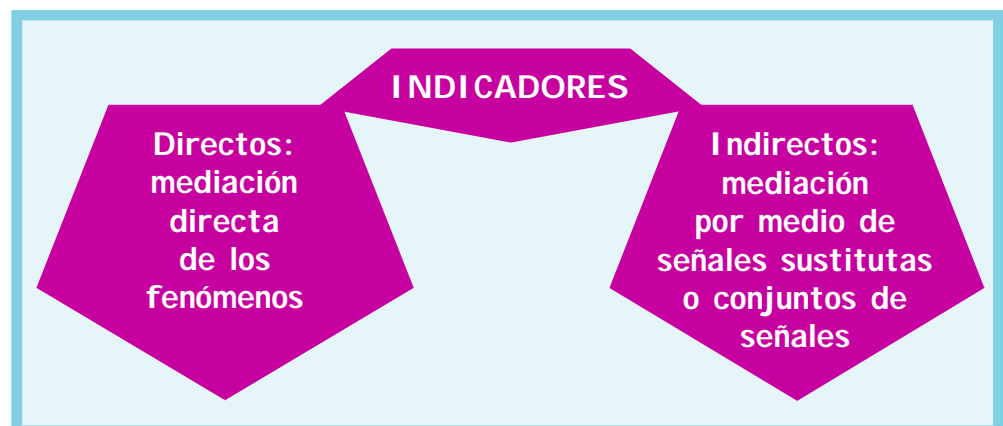 INDICADORES
Directos:
mediación
directa
de los
fenómenos
Indirectos:
mediación
por medio de
señales sustitutas
o conjuntos de
señales